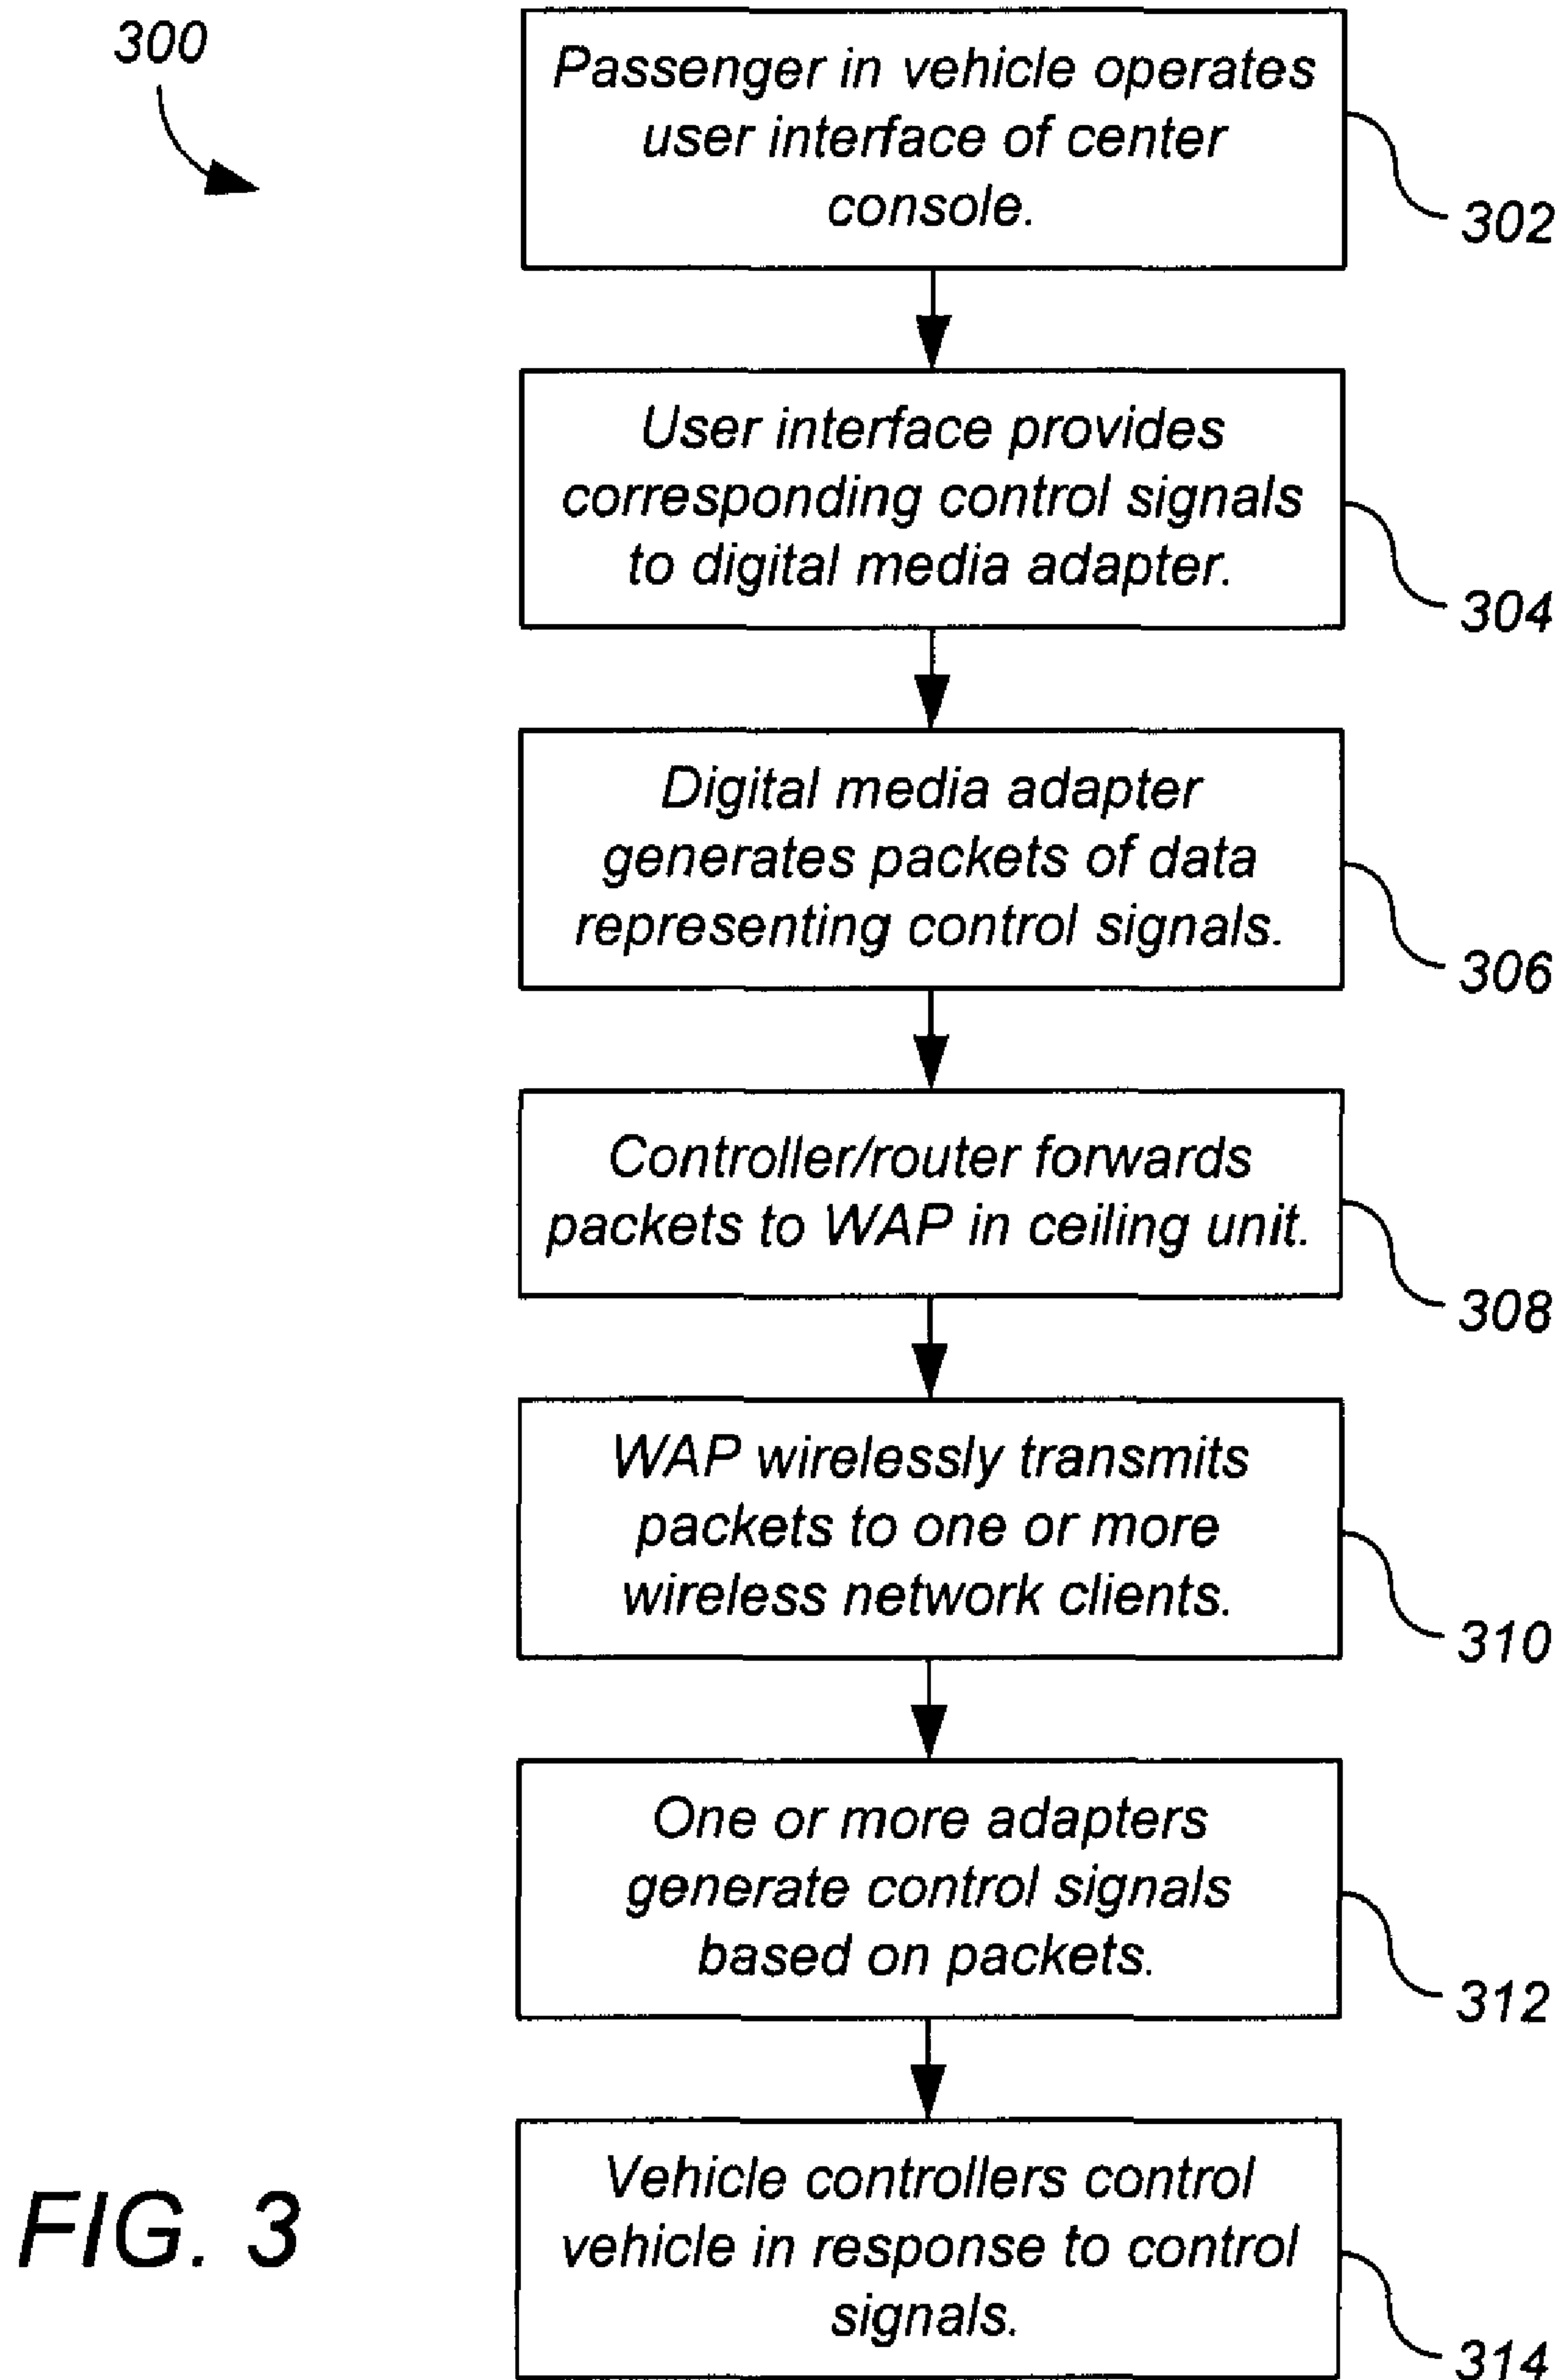 300
Passenger in vehicle operates
user interface of center
console.
302
User interface provides
corresponding control signals
to digital media adapter.
304
Digital media adapter
generates packets of data
representing control signals.
306
Controller/router forwards
packets to WAP in ceiling unit.
308
WAP wirelessly transmits
packets to one or more
wireless network clients.
310
One or more adapters
generate control signals
based on packets.
312
Vehicle controllers control
vehicle in response to control
signals.
314
FIG. 3